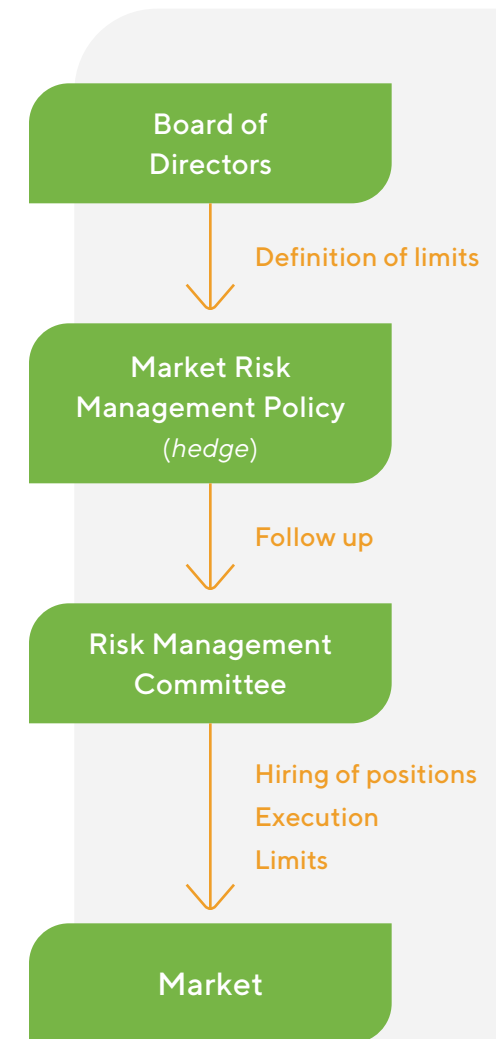 Board of
Directors
Definition of limits
Market Risk
Management Policy
(hedge)
Follow up
Risk Management
Committee
Hiring of positions
Execution
Limits
Market